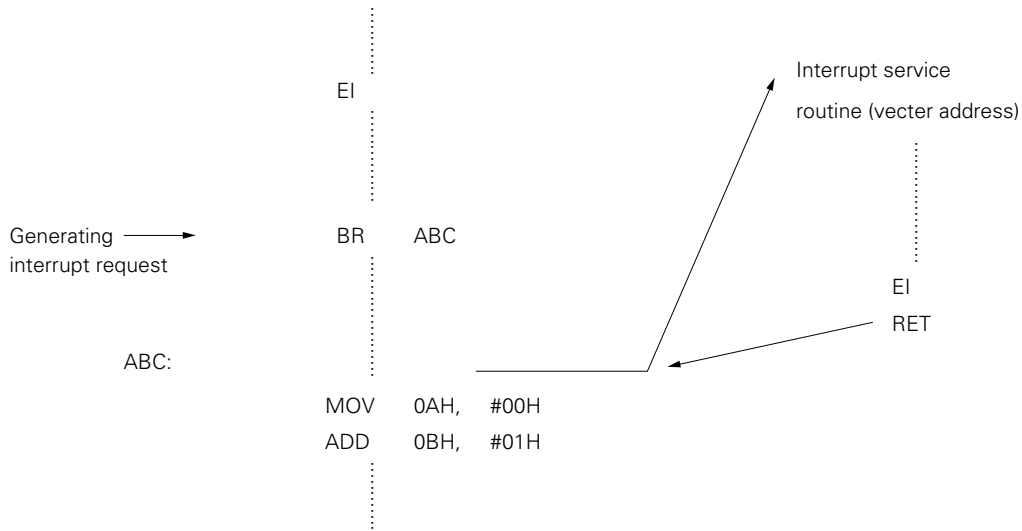 EI
Interrupt service
routine (vecter address)
Generating
interrupt request
BR ABC
EI
RET
ABC:
MOV 0AH, #00H
ADD 0BH, #01H